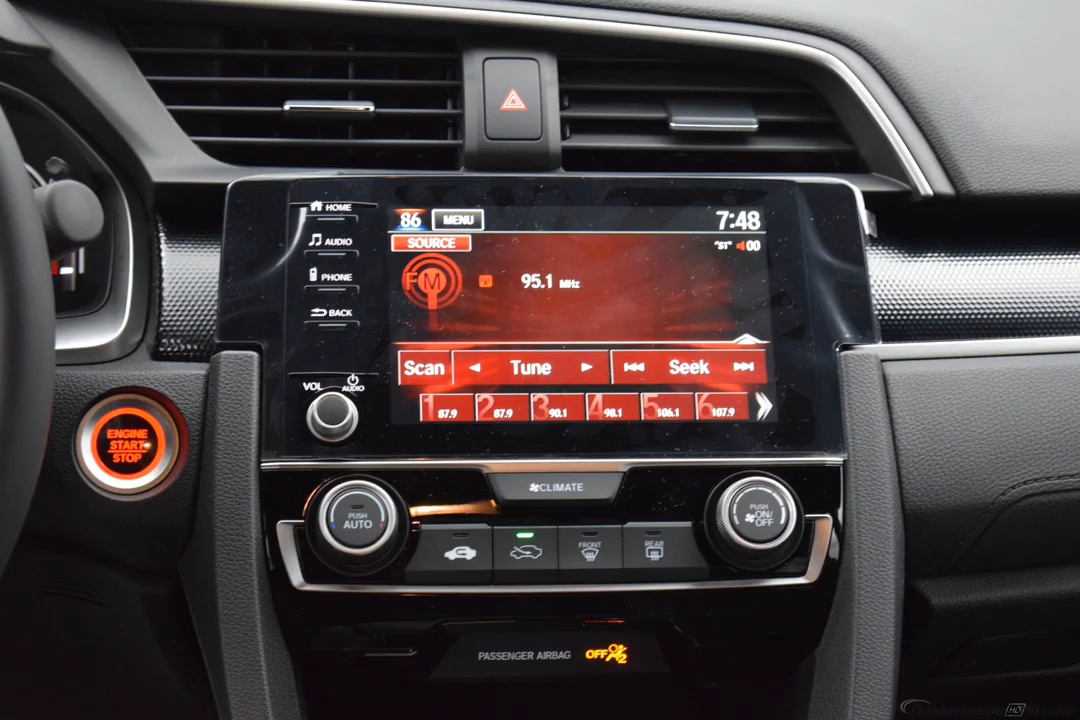 HOME
AUDIO
PHONE
BACK
VOL
AUDIO
86 MENU 7:48
SOURCE "ST" 00
FM 95.1 MHz
Scan Tune Seek
1 87.9 2 87.9 3 90.1 4 98.1 5 106.1 6 107.9
ENGINE
START
STOP
CLIMATE
PUSH
AUTO
FRONT
REAR
PUSH
ON/
OFF
PASSENGER AIRBAG OFF 2